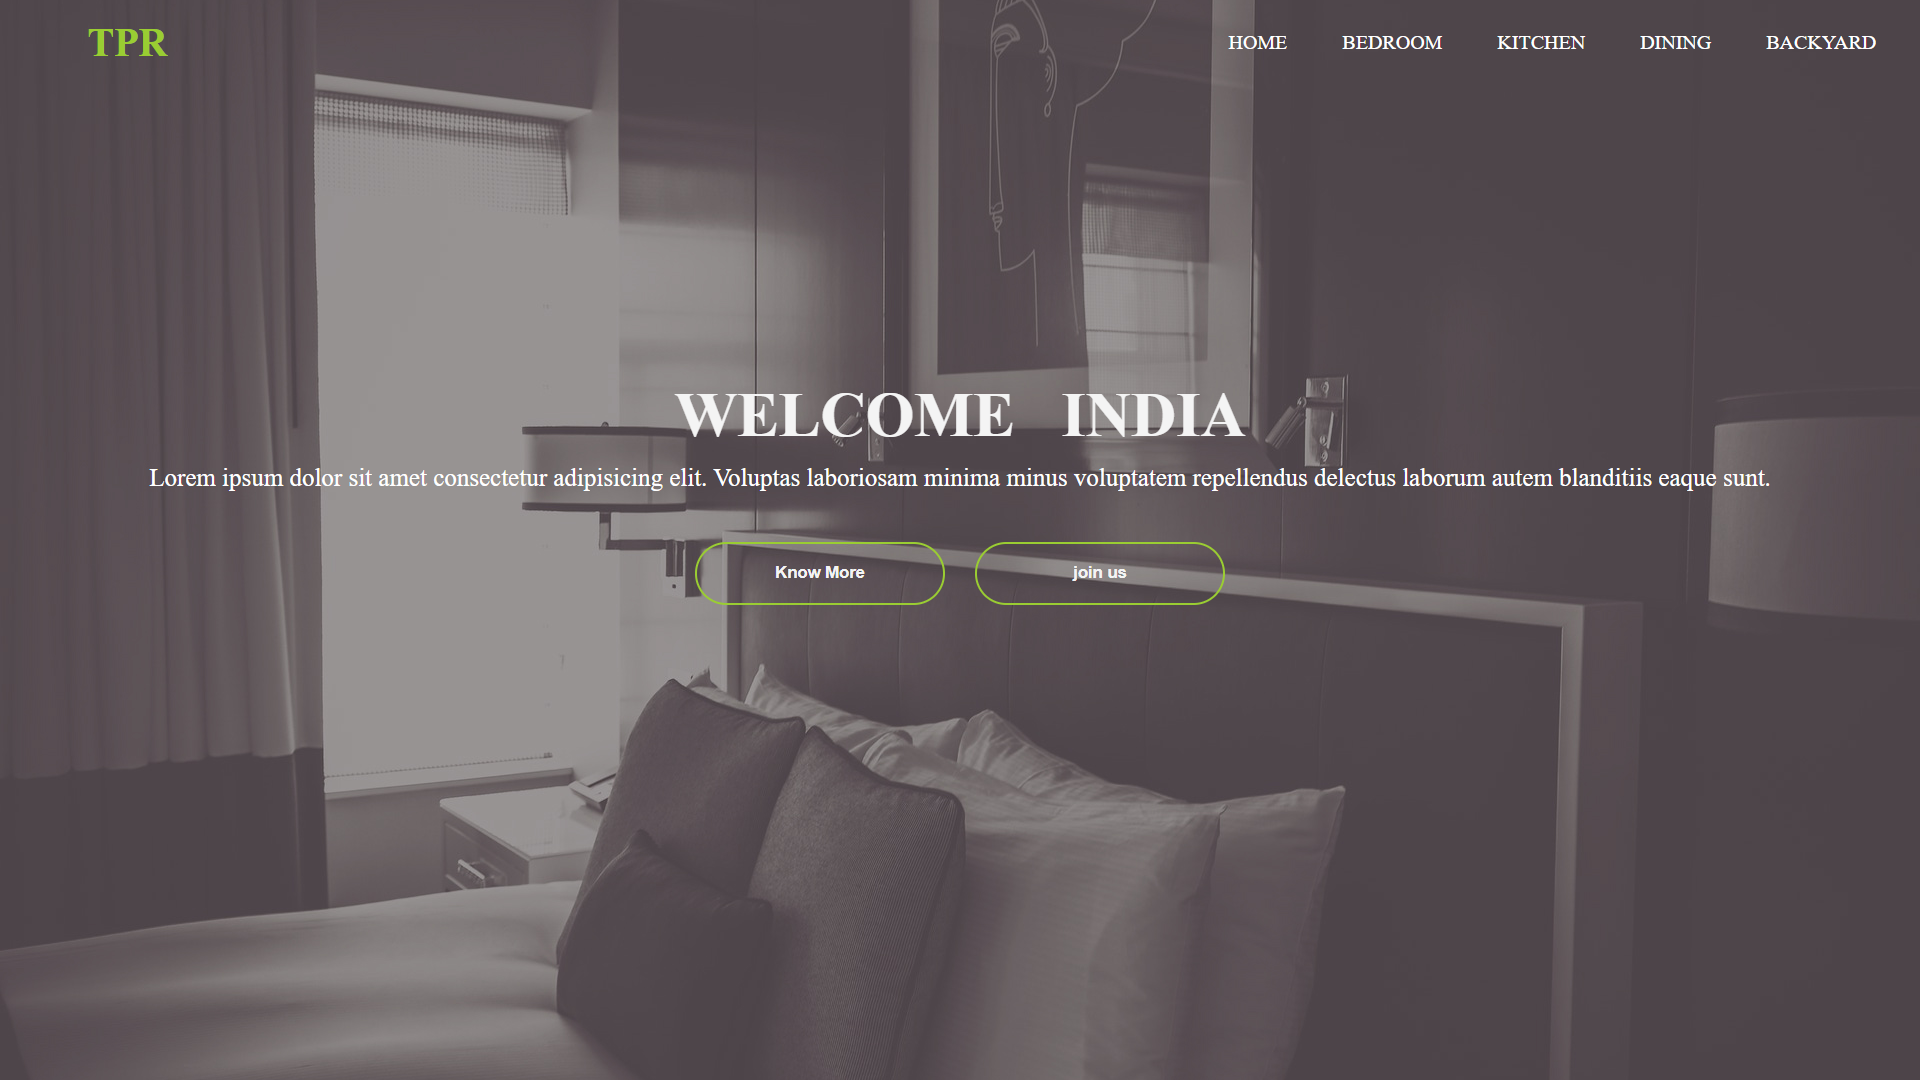 TPR
HOME BEDROOM KITCHEN DINING BACKYARD
WELCOME INDIA
Lorem ipsum dolor sit amet consectetur adipisicing elit. Voluptas laboriosam minima minus voluptatem repellendus delectus laborum autem blanditiis eaque sunt.
Know More join us